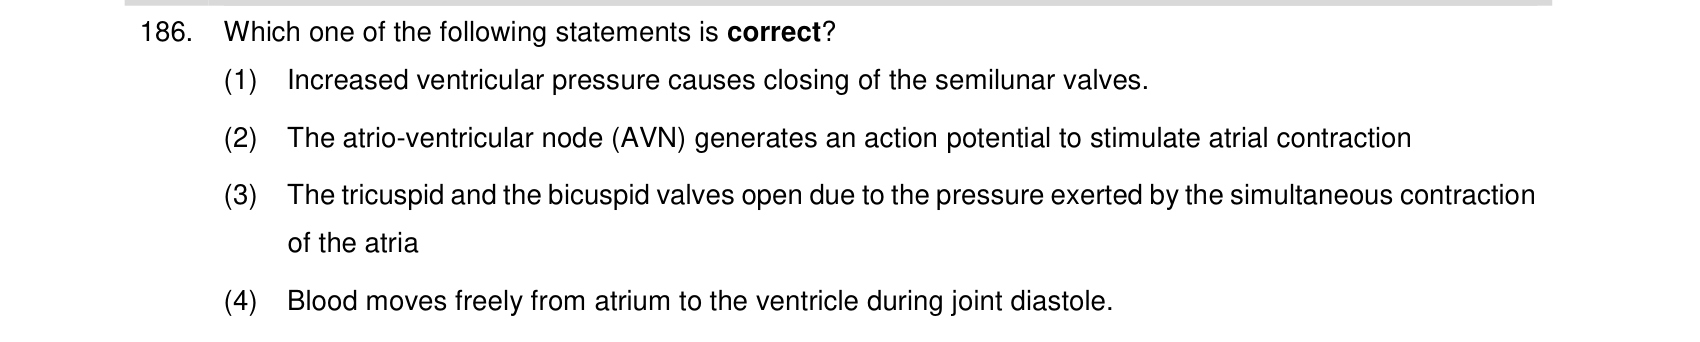 186. Which one of the following statements is correct?
(1) Increased ventricular pressure causes closing of the semilunar valves.
(2) The atrio-ventricular node (AVN) generates an action potential to stimulate atrial contraction
(3) The tricuspid and the bicuspid valves open due to the pressure exerted by the simultaneous contraction
of the atria
(4) Blood moves freely from atrium to the ventricle during joint diastole.